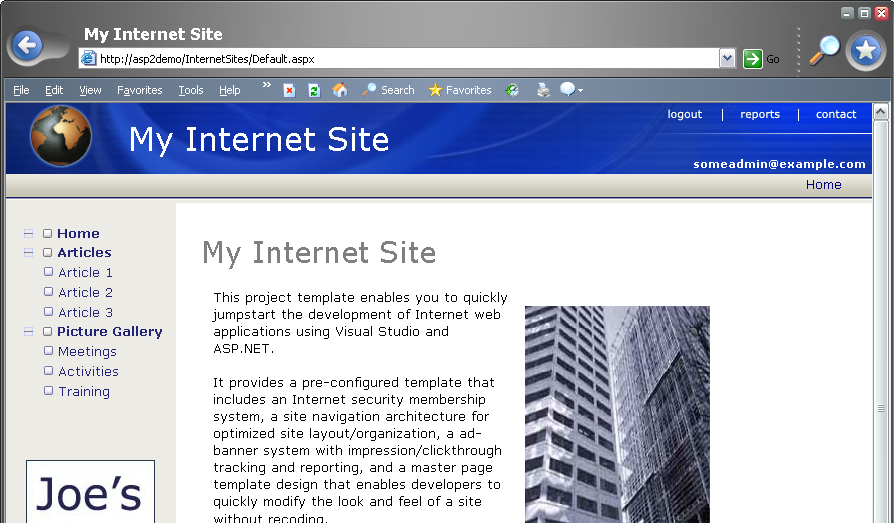 My Internet Site
http://asp2demo/InternetSites/Default.aspx
Go
File Edit View Favorites Tools Help » Search Favorites
logout | reports | contact
My Internet Site
someadmin@example.com
Home
Home
Articles
Article 1
Article 2
Article 3
Picture Gallery
Meetings
Activities
Training
Joe's
My Internet Site
This project template enables you to quickly
jumpstart the development of Internet web
applications using Visual Studio and
ASP.NET.
It provides a pre-configured template that
includes an Internet security membership
system, a site navigation architecture for
optimized site layout/organization, a ad-
banner system with impression/clickthrough
tracking and reporting, and a master page
template design that enables developers to
quickly modify the look and feel of a site
without recoding.